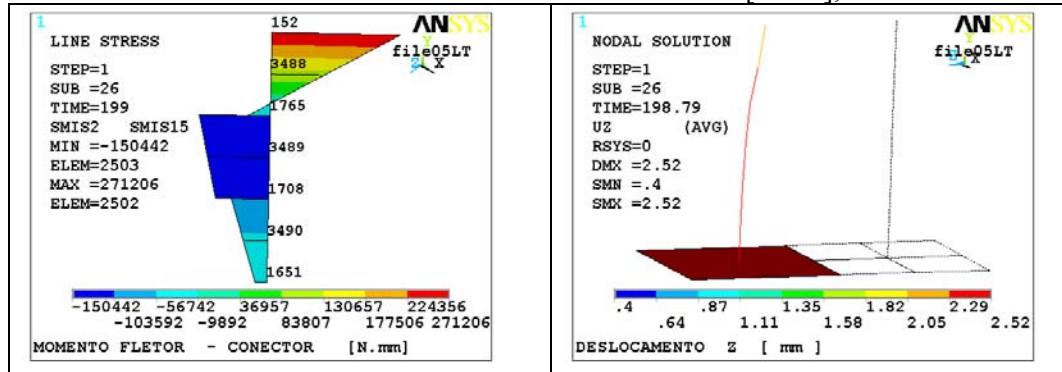 1
ANSYS
file05LT
Y
Z X
LINE STRESS
STEP=1
SUB =26
TIME=199
SMIS2 SMIS15
MIN =-150442
ELEM=2503
MAX =271206
ELEM=2502
152
3488
1765
3489
1708
3490
1651
-150442 -56742 36957 130657 224356
-103592 -9892 83807 177506 271206
MOMENTO FLETOR - CONECTOR [N.mm]
1
ANSYS
file05LT
Y
X
NODAL SOLUTION
STEP=1
SUB =26
TIME=198.79
UZ (AVG)
RSYS=0
DMX =2.52
SMN =.4
SMX =2.52
.4 .87 1.35 1.82 2.29
.64 1.11 1.58 2.05 2.52
DESLOCAMENTO Z [ mm ]